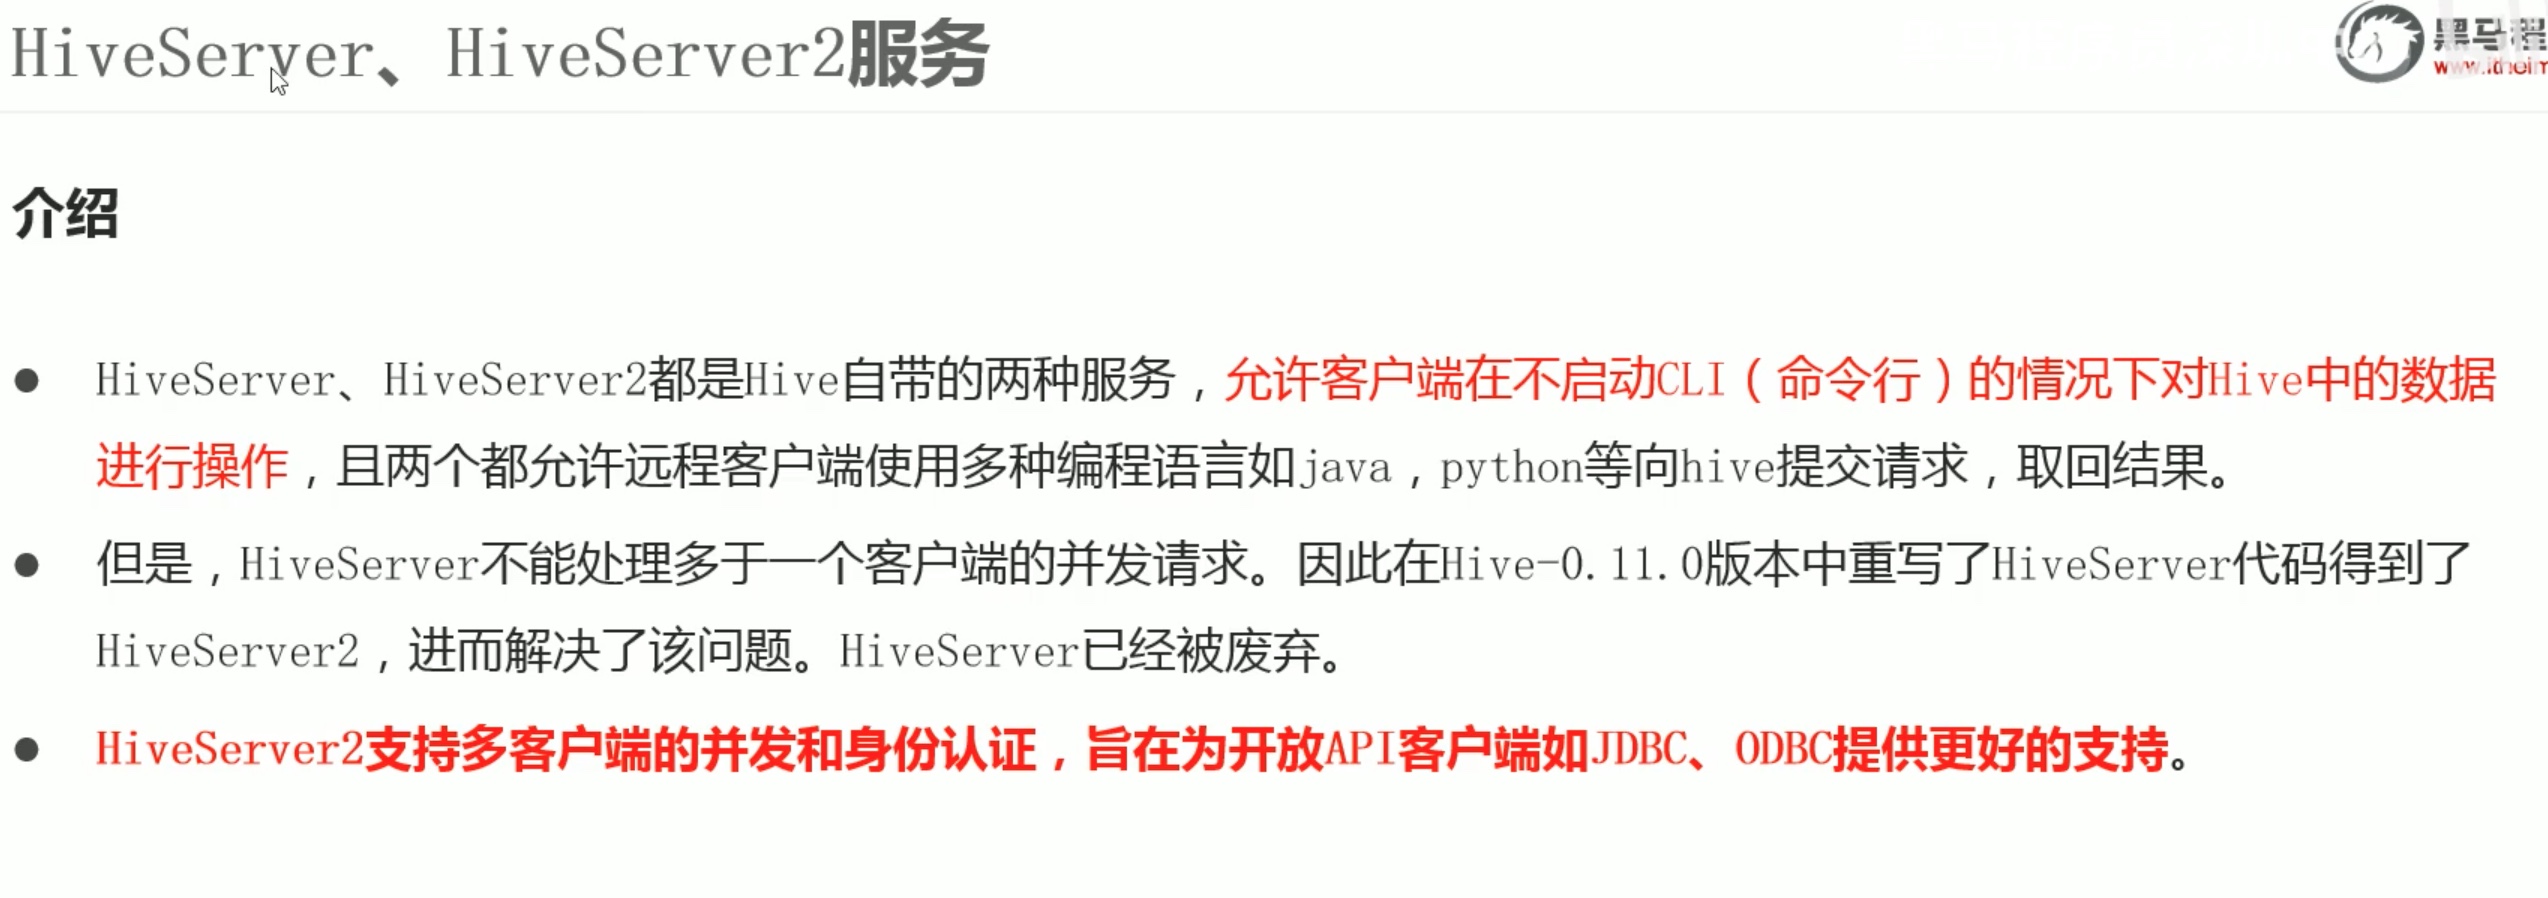 HiveServer、HiveServer2服务
黑马程
www.itheim
介绍
● HiveServer、HiveServer2都是Hive自带的两种服务，允许客户端在不启动CLI（命令行）的情况下对Hive中的数据
进行操作，且两个都允许远程客户端使用多种编程语言如java，python等向hive提交请求，取回结果。
● 但是，HiveServer不能处理多于一个客户端的并发请求。因此在Hive-0.11.0版本中重写了HiveServer代码得到了
HiveServer2，进而解决了该问题。HiveServer已经被废弃。
● HiveServer2支持多客户端的并发和身份认证，旨在为开放API客户端如JDBC、ODBC提供更好的支持。